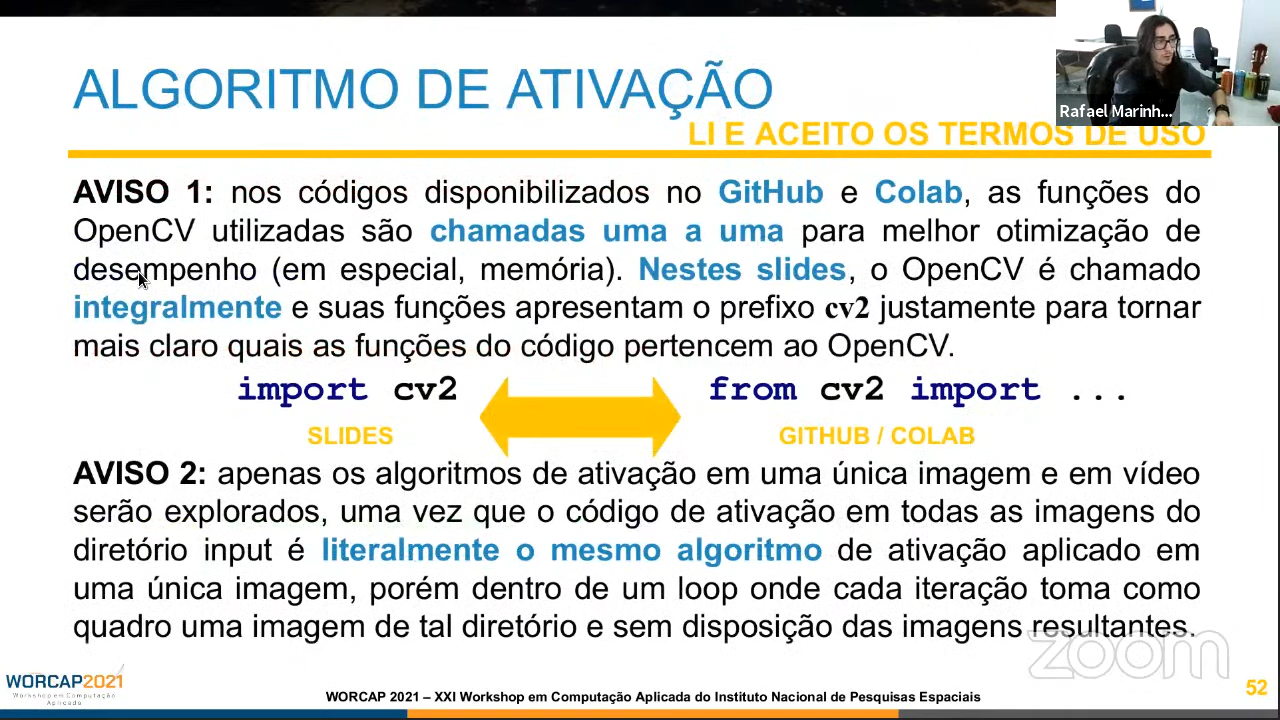 ALGORITMO DE ATIVAÇÃO
Rafael Marinh...
LI E ACEITO OS TERMOS DE USO
AVISO 1: nos códigos disponibilizados no GitHub e Colab, as funções do
OpenCV utilizadas são chamadas uma a uma para melhor otimização de
desempenho (em especial, memória). Nestes slides, o OpenCV é chamado
integralmente e suas funções apresentam o prefixo cv2 justamente para tornar
mais claro quais as funções do código pertencem ao OpenCV.
import cv2 from cv2 import ...
SLIDES GITHUB / COLAB
AVISO 2: apenas os algoritmos de ativação em uma única imagem e em vídeo
serão explorados, uma vez que o código de ativação em todas as imagens do
diretório input é literalmente o mesmo algoritmo de ativação aplicado em
uma única imagem, porém dentro de um loop onde cada iteração toma como
quadro uma imagem de tal diretório e sem disposição das imagens resultantes.
zoom
WORCAP2021
Workshop em Computação
Aplicada
WORCAP 2021 – XXI Workshop em Computação Aplicada do Instituto Nacional de Pesquisas Espaciais
52